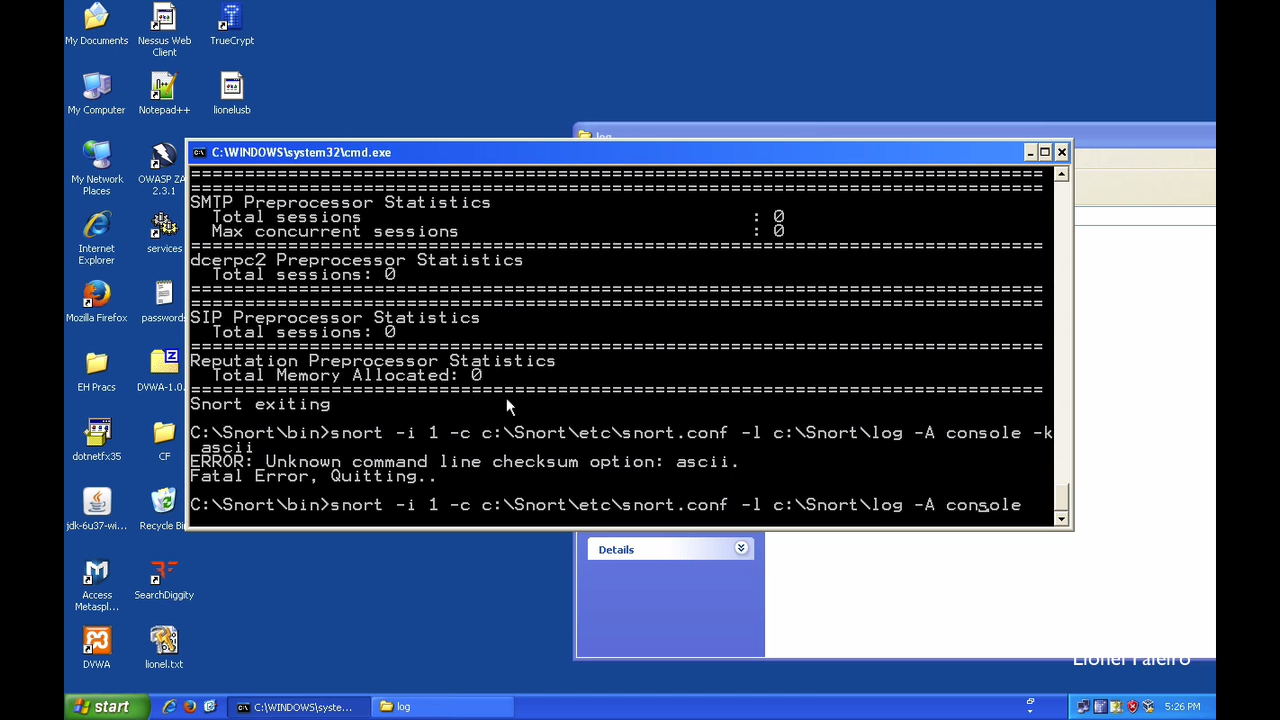 My Documents
Nessus Web
Client
TrueCrypt
My Computer
Notepad++
lionelusb
My Network
Places
OWASP ZA
2.3.1
Internet
Explorer
services
Mozilla Firefox
passwords
EH Pracs
DVWA-1.0.
dotnetfx35
CF
jdk-6u37-wi...
Recycle Bin
Access
Metaspl...
SearchDiggity
DVWA
lionel.txt
log
C:\WINDOWS\system32\cmd.exe
================================================================================
================================================================================
SMTP Preprocessor Statistics
Total sessions : 0
Max concurrent sessions : 0
================================================================================
dcerpc2 Preprocessor Statistics
Total sessions: 0
================================================================================
================================================================================
SIP Preprocessor Statistics
Total sessions: 0
================================================================================
Reputation Preprocessor Statistics
Total Memory Allocated: 0
================================================================================
Snort exiting
C:\Snort\bin>snort -i 1 -c c:\Snort\etc\snort.conf -l c:\Snort\log -A console -k
ascii
ERROR: Unknown command line checksum option: ascii.
Fatal Error, Quitting..
C:\Snort\bin>snort -i 1 -c c:\Snort\etc\snort.conf -l c:\Snort\log -A console
Details
Lionel Faleiro
start
C:\WINDOWS\syste...
log
5:26 PM